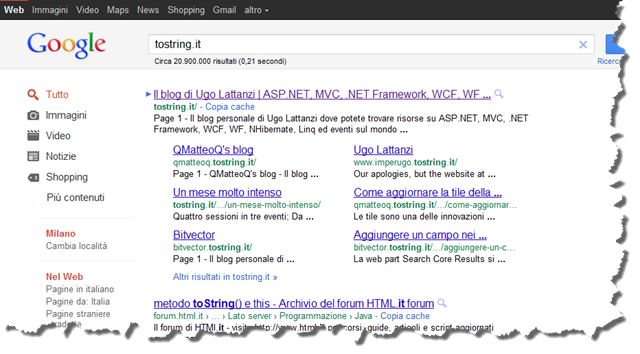 Web Immagini Video Maps News Shopping Gmail altro
Google
tostring.it
Circa 20.900.000 risultati (0,21 secondi)
Ricerc
Tutto
Immagini
Video
Notizie
Shopping
Più contenuti
Milano
Cambia località
Nel Web
Pagine in italiano
Pagine da: Italia
Pagine straniere
Il blog di Ugo Lattanzi | ASP.NET, MVC, .NET Framework, WCF, WF ...
tostring.it/ - Copia cache
Page 1 - Il blog personale di Ugo Lattanzi dove potete trovare risorse su ASP.NET, MVC, .NET
Framework, WCF, WF, NHibernate, Linq ed eventi sul mondo ...
QMatteoQ's blog
qmatteoq.tostring.it/
Page 1 - QMatteoQ's blog - Il blog ...
Ugo Lattanzi
www.imperugo.tostring.it/
Our apologies, but the website at ...
Un mese molto intenso
tostring.it/.../un-mese-molto-intenso/
Quattro sessioni in tre eventi; Da ...
Come aggiornare la tile della ...
qmatteoq.tostring.it/.../come-aggiornar...
Le tile sono una delle innovazioni ...
Bitvector
bitvector.tostring.it/
Page 1 - Il blog personale di ...
Aggiungere un campo nei ...
bitvector.tostring.it/.../aggiungere-un-c...
La web part Search Core Results si ...
Altri risultati in tostring.it »
metodo toString() e this - Archivio del forum HTML.it forum
forum.html.it › ... › Lato server › Programmazione › Java - Copia cache
Il forum di HTML.it - visita http://www.html.it per corsi, guide, articoli e script aggiornati